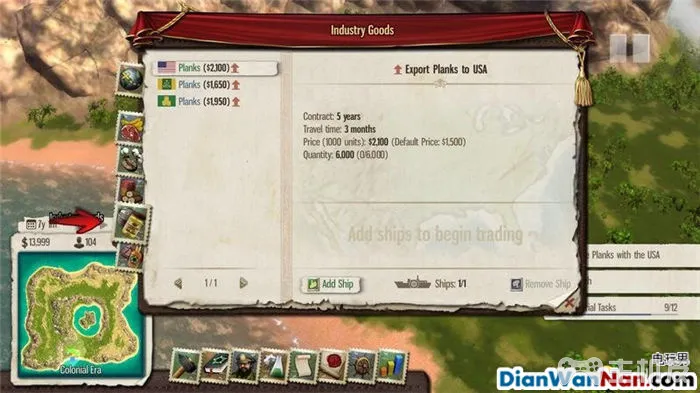 Industry Goods
Planks ($2,100)
Planks ($1,650)
Planks ($1,950)
1/1
Export Planks to USA
Contract: 5 years
Travel time: 3 months
Price (1000 units): $2,100 (Default Price: $1,500)
Quantity: 6,000 (0/6,000)
Add ships to begin trading
Add Ship
Ships: 1/1
Remove Ship
7y
$13,999
104
Colonial Era
Planks with the USA
Tasks
9/12
DianWanNan.com